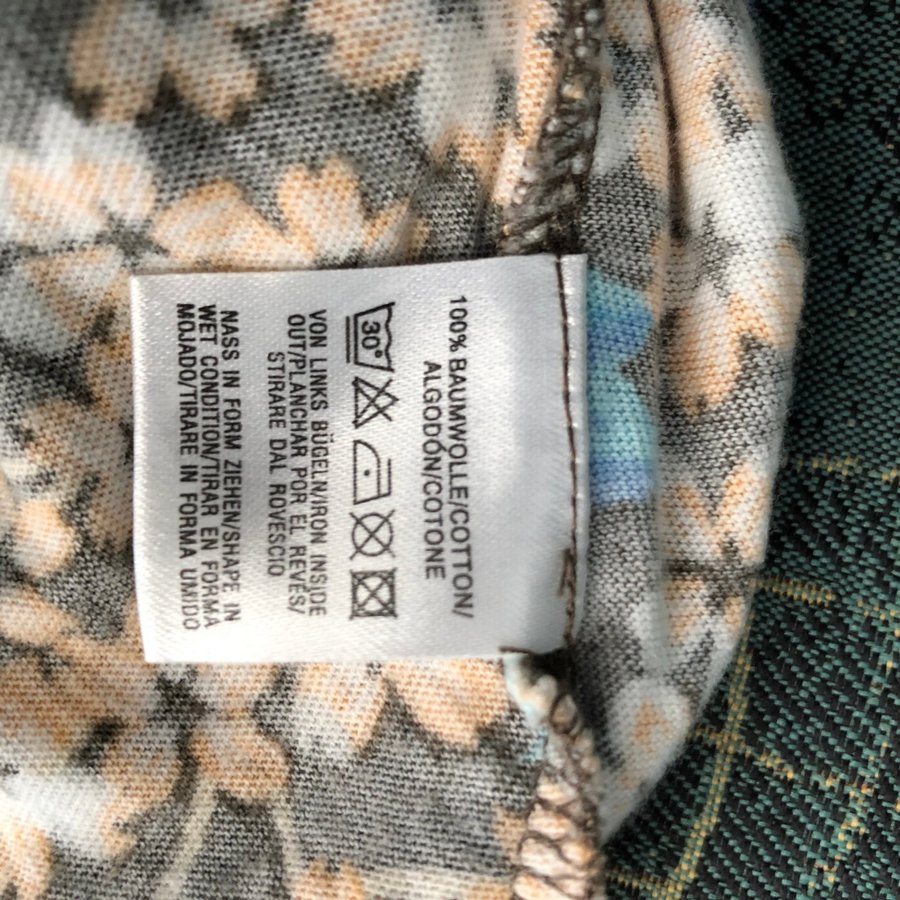 100% BAUMWOLLE/COTTON/
ALGODÓN/COTONE
30°
VON LINKS BÜGELN/IRON INSIDE
OUT/PLANCHAR POR EL REVÉS/
STIRARE DAL ROVESCIO
NASS IN FORM ZIEHEN/SHAPE IN
WET CONDITION/TIRAR EN FORMA
MOJADO/TIRARE IN FORMA UMIDO